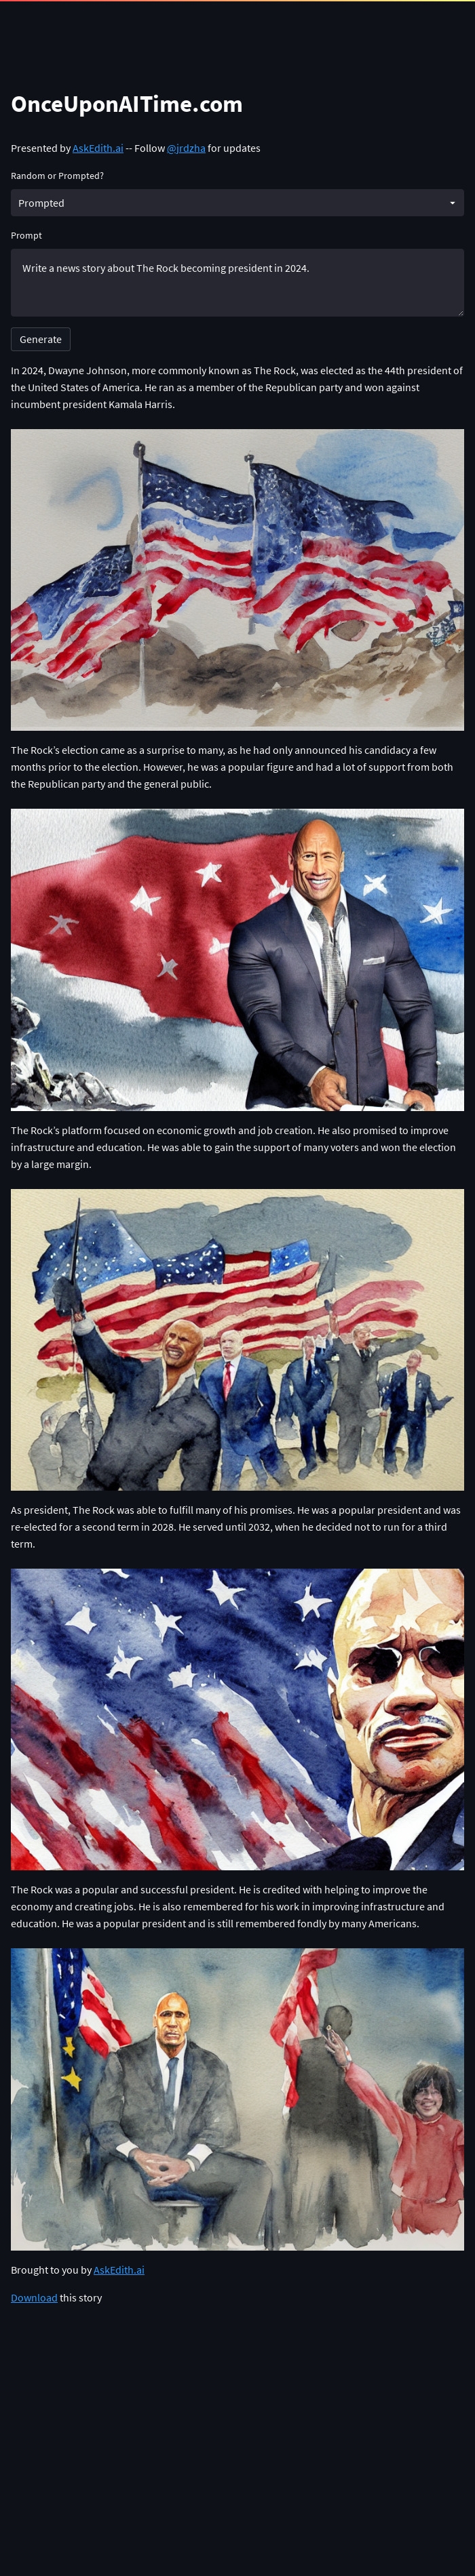 OnceUponAITime.com
Presented by AskEdith.ai -- Follow @jrdzha for updates
Random or Prompted?
Prompted
Prompt
Write a news story about The Rock becoming president in 2024.
Generate
In 2024, Dwayne Johnson, more commonly known as The Rock, was elected as the 44th president of
the United States of America. He ran as a member of the Republican party and won against
incumbent president Kamala Harris.
The Rock’s election came as a surprise to many, as he had only announced his candidacy a few
months prior to the election. However, he was a popular figure and had a lot of support from both
the Republican party and the general public.
The Rock’s platform focused on economic growth and job creation. He also promised to improve
infrastructure and education. He was able to gain the support of many voters and won the election
by a large margin.
As president, The Rock was able to fulfill many of his promises. He was a popular president and was
re-elected for a second term in 2028. He served until 2032, when he decided not to run for a third
term.
The Rock was a popular and successful president. He is credited with helping to improve the
economy and creating jobs. He is also remembered for his work in improving infrastructure and
education. He was a popular president and is still remembered fondly by many Americans.
Brought to you by AskEdith.ai
Download this story